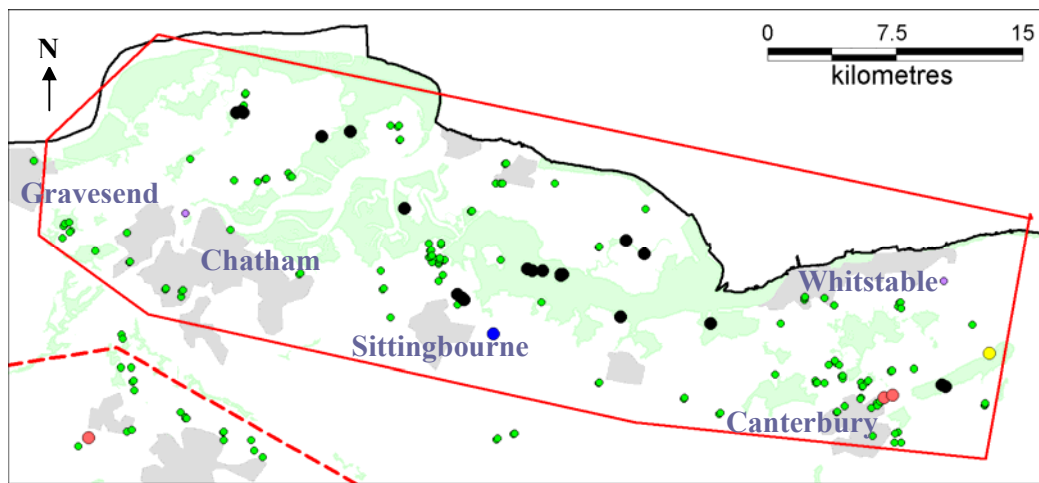 0 7.5 15
kilometres
N
Gravesend
Chatham
Whitstable
Sittingbourne
Canterbury